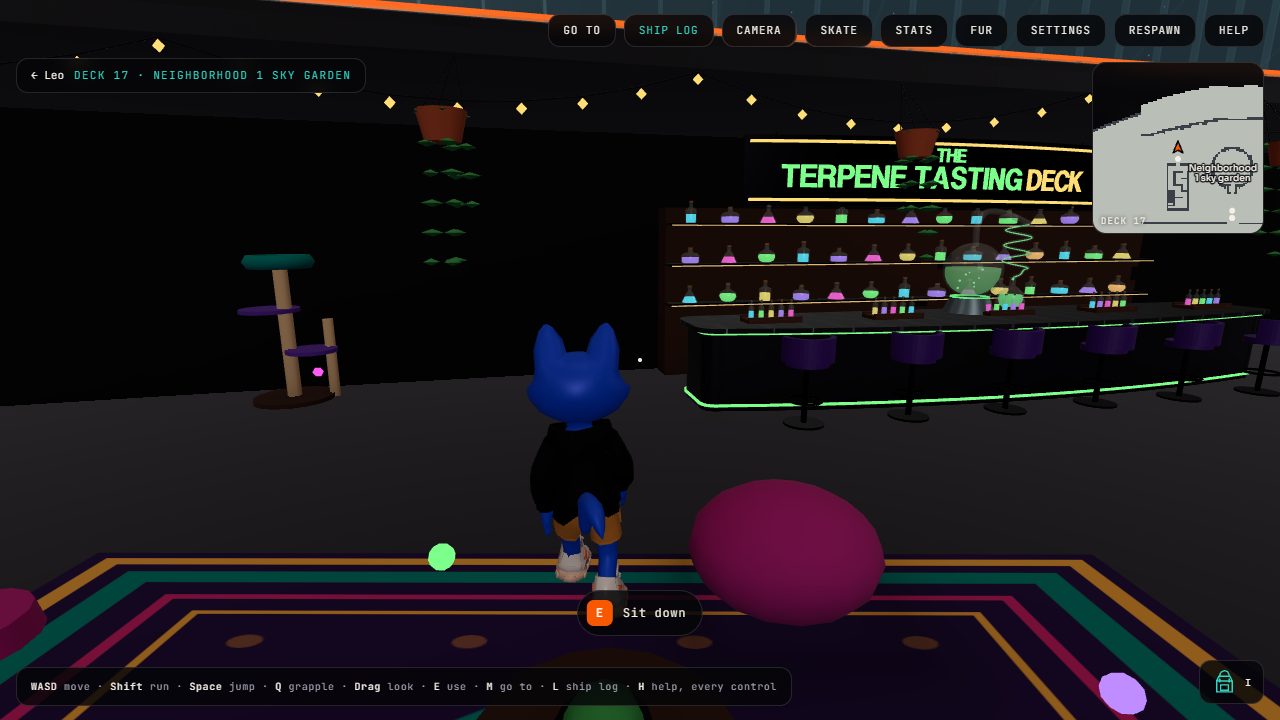 GO TO
SHIP LOG
CAMERA
SKATE
STATS
FUR
SETTINGS
RESPAWN
HELP
← Leo DECK 17 · NEIGHBORHOOD 1 SKY GARDEN
THE
TERPENE TASTING DECK
Neighborhood
1 sky garden
DECK 17
E Sit down
WASD move · Shift run · Space jump · Q grapple · Drag look · E use · M go to · L ship log · H help, every control
I